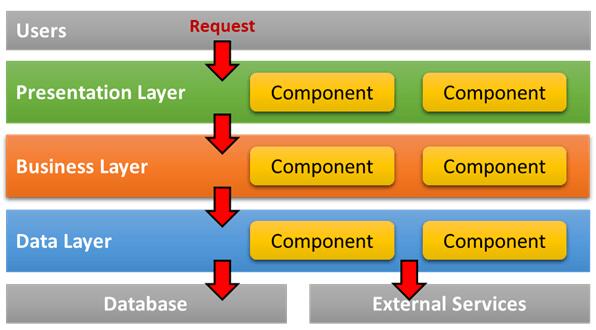 Users
Request
Presentation Layer
Component
Component
Business Layer
Component
Component
Data Layer
Component
Component
Database
External Services